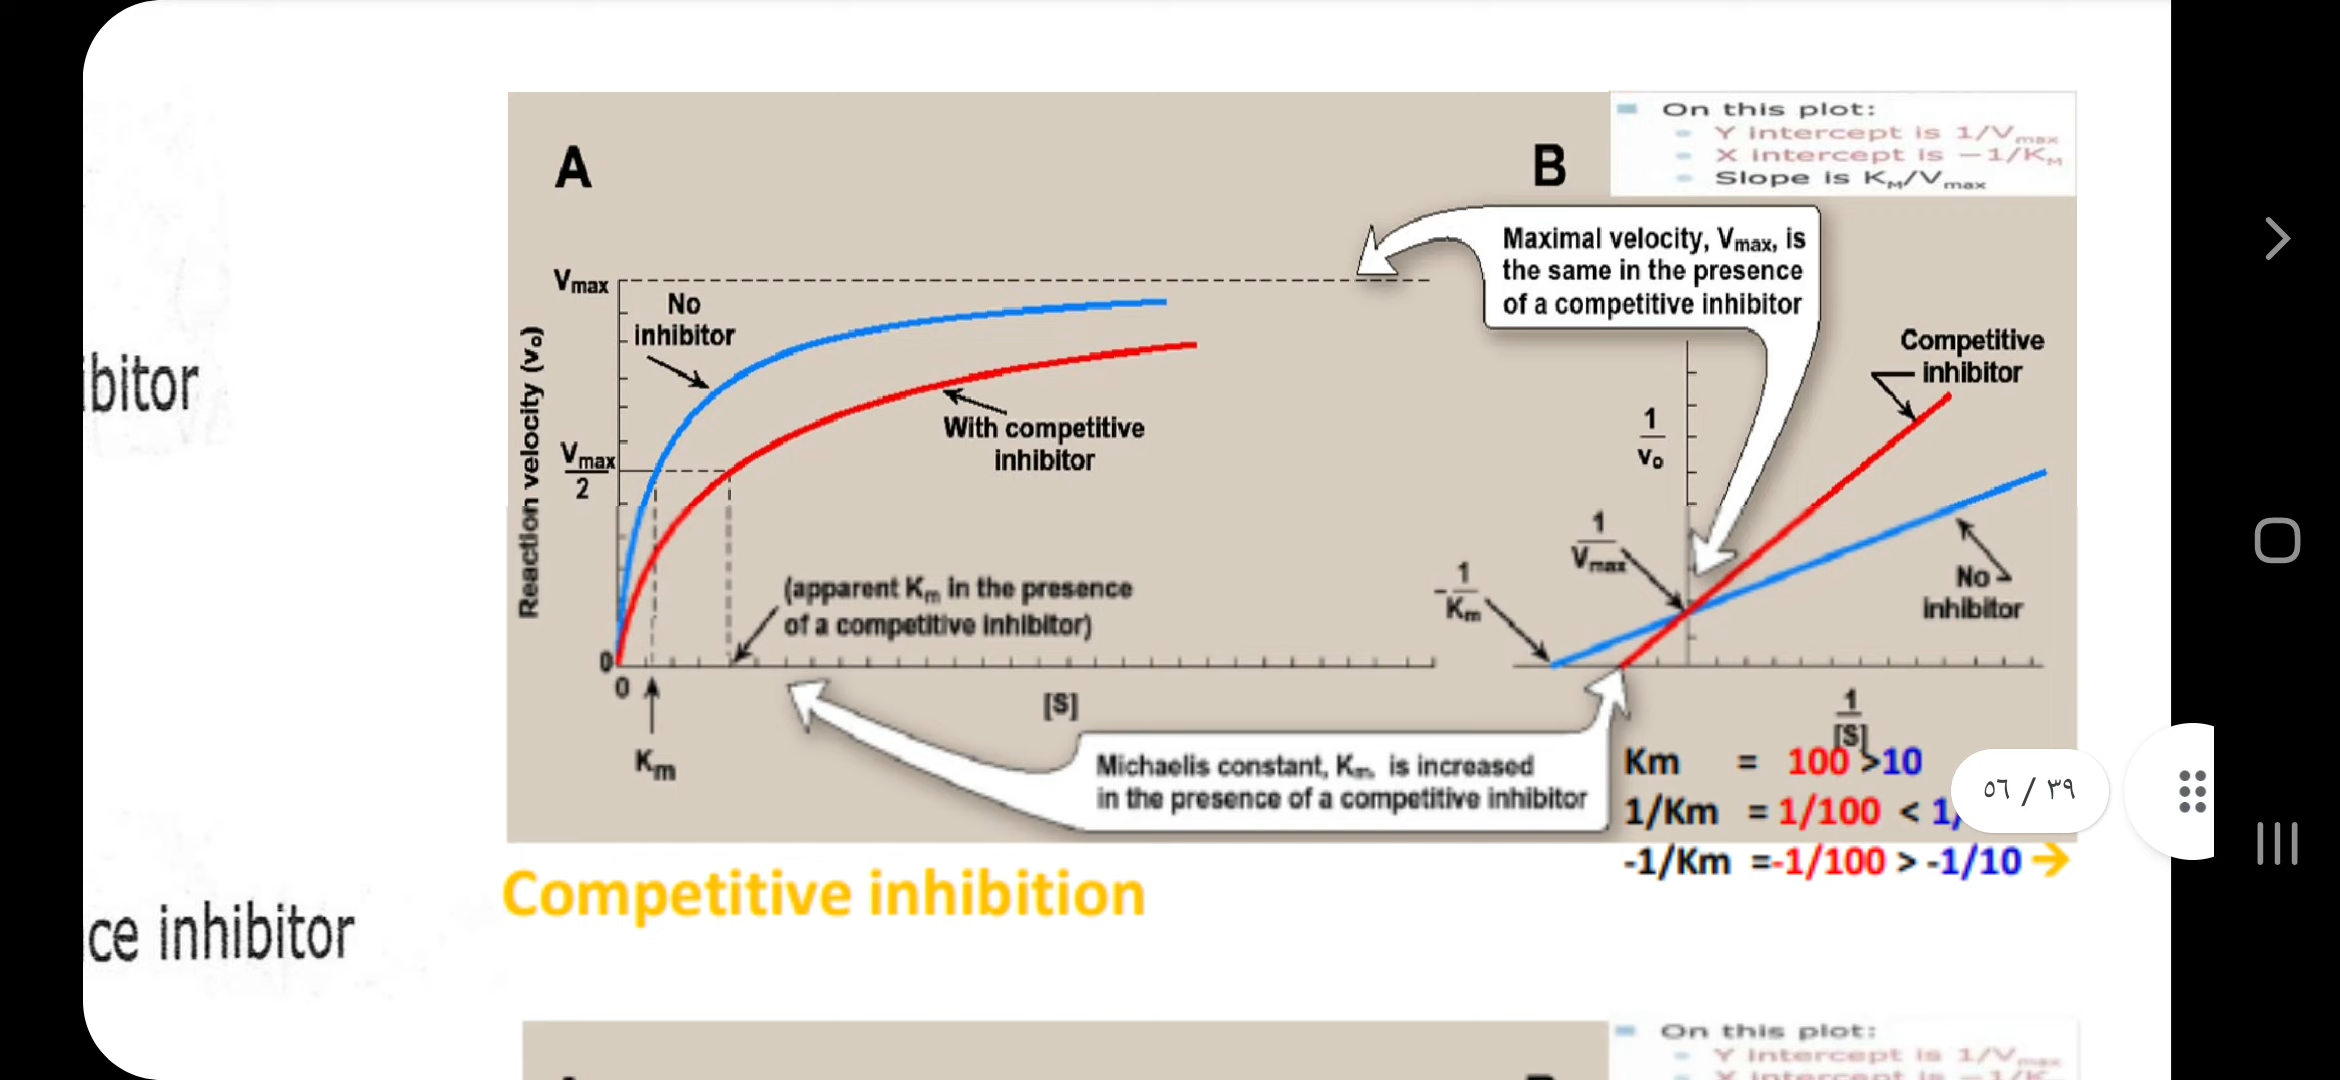 On this plot:
Y intercept is 1/Vmax
X intercept is −1/KM
Slope is KM/Vmax
A
B
Maximal velocity, Vmax, is
the same in the presence
of a competitive inhibitor
Vmax
No
inhibitor
Competitive
inhibitor
bitor
With competitive
inhibitor
Vmax
2
Reaction velocity (vo)
1
vo
1
Vmax
-1
Km
No
inhibitor
(apparent Km in the presence
of a competitive inhibitor)
0
0
[S]
1
[S]
Km
Michaelis constant, Km, is increased
in the presence of a competitive inhibitor
Km = 100 >10
1/Km = 1/100 < 1/
-1/Km =-1/100 > -1/10 →
٥٦ / ٣٩
Competitive inhibition
ce inhibitor
On this plot:
Y intercept is 1/Vmax